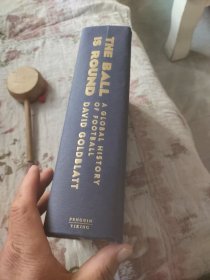 THE BALL
IS ROUND
A GLOBAL HISTORY
OF FOOTBALL
DAVID GOLDBLATT
PENGUIN
VIKING